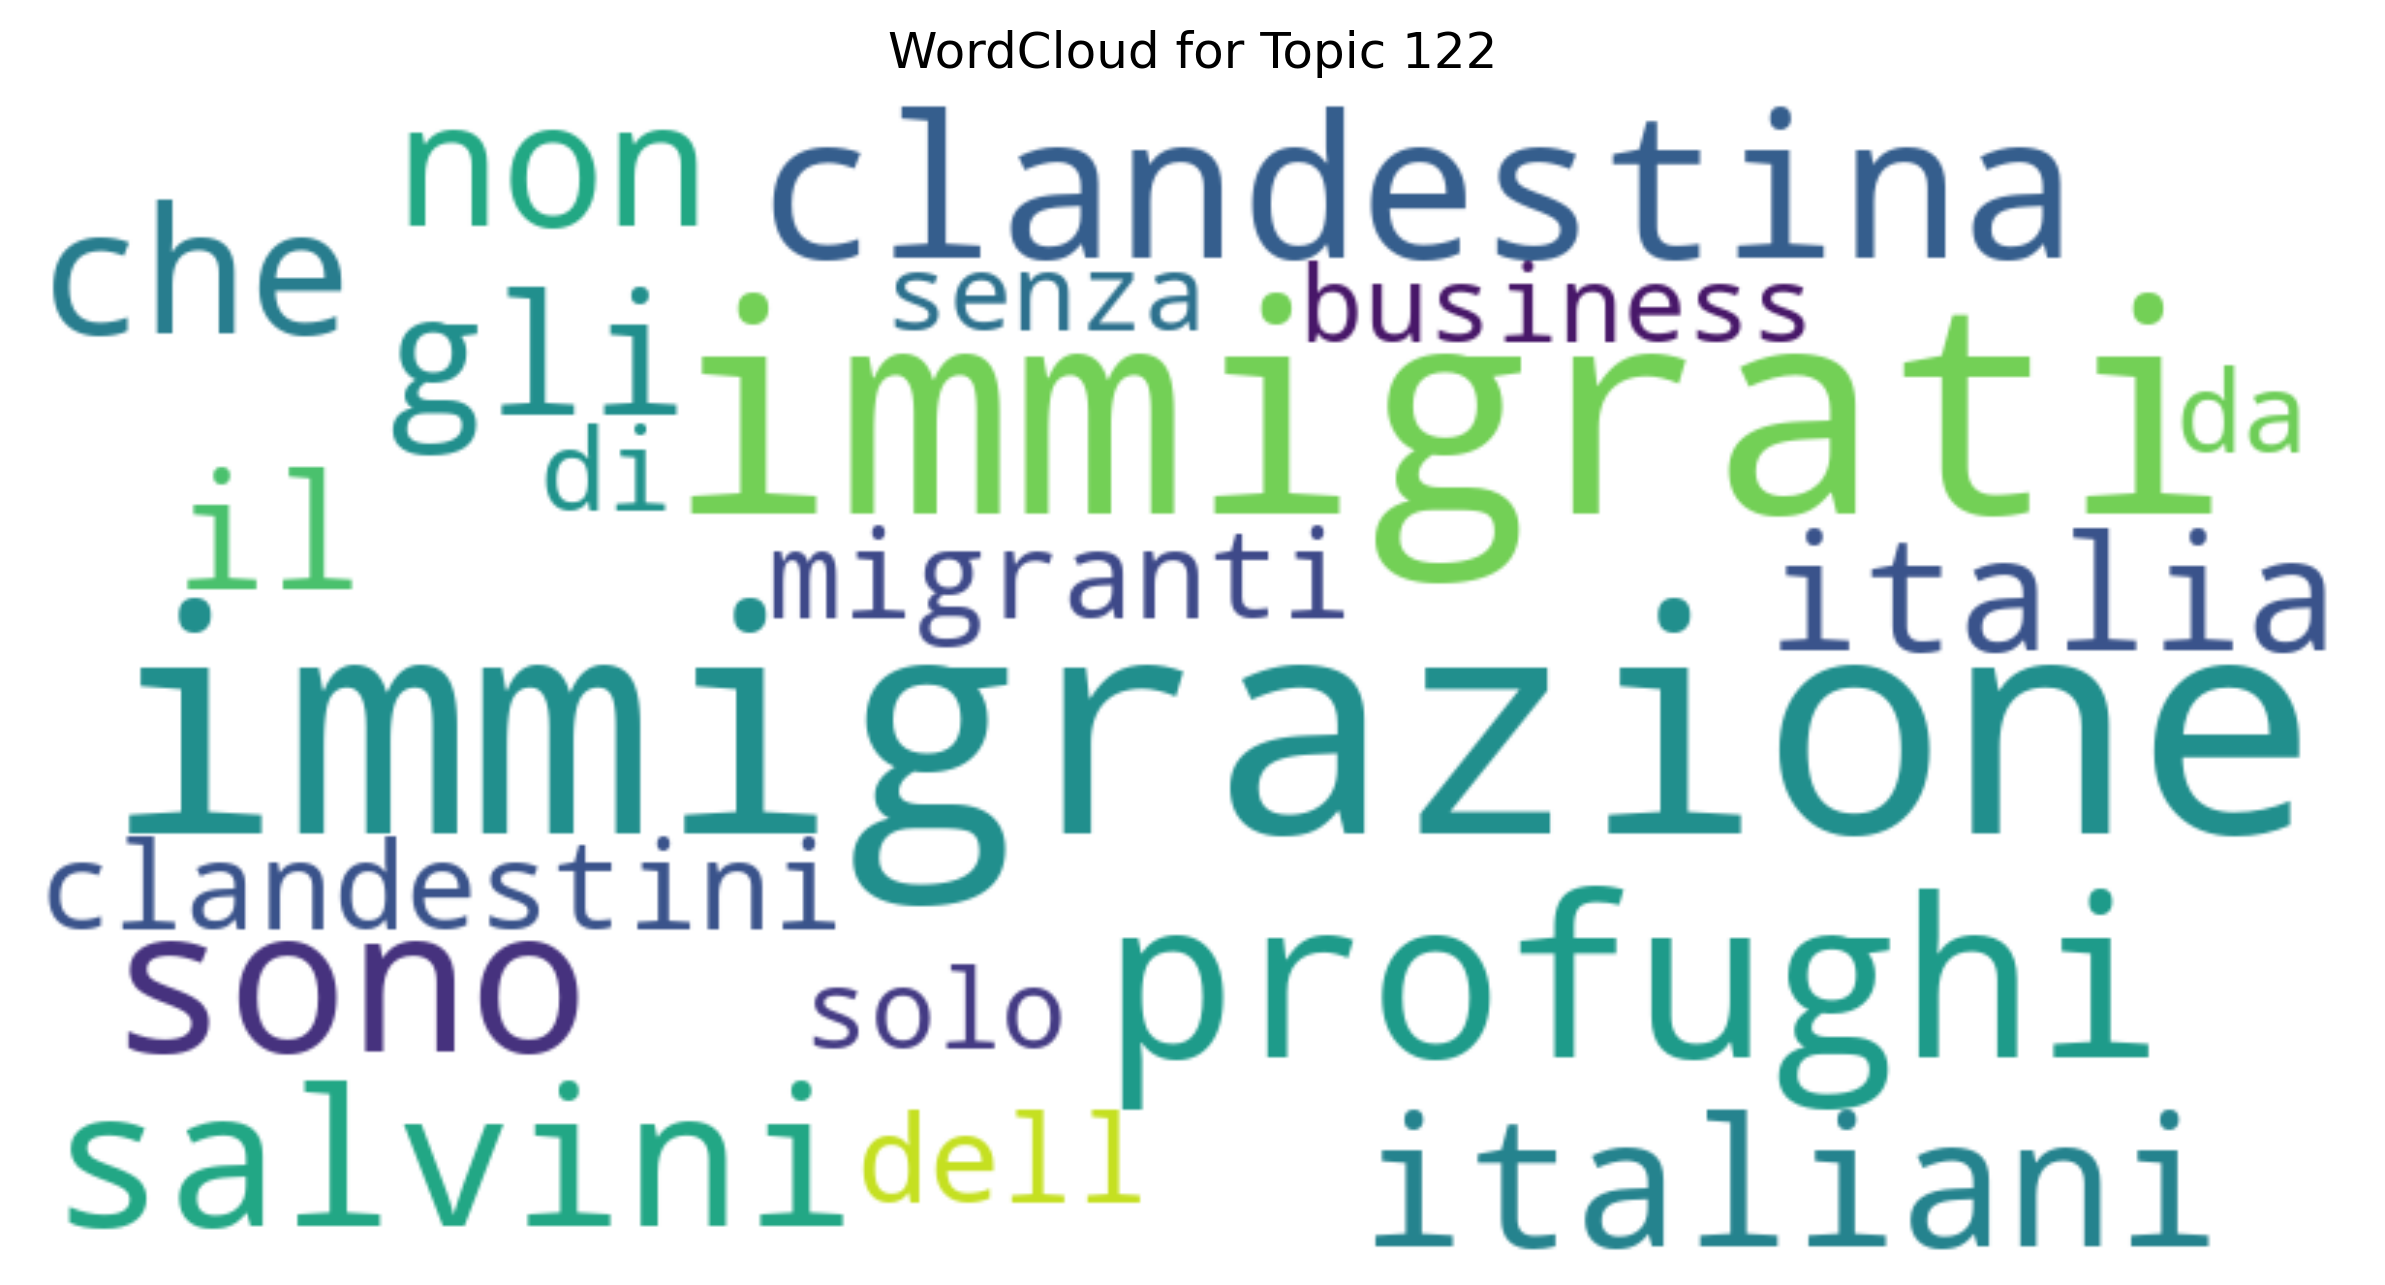 WordCloud for Topic 122
non clandestina
che
senza business
gli immigrati da
di
il
migranti italia
immigrazione
clandestini
sono solo profughi
salvini dell italiani